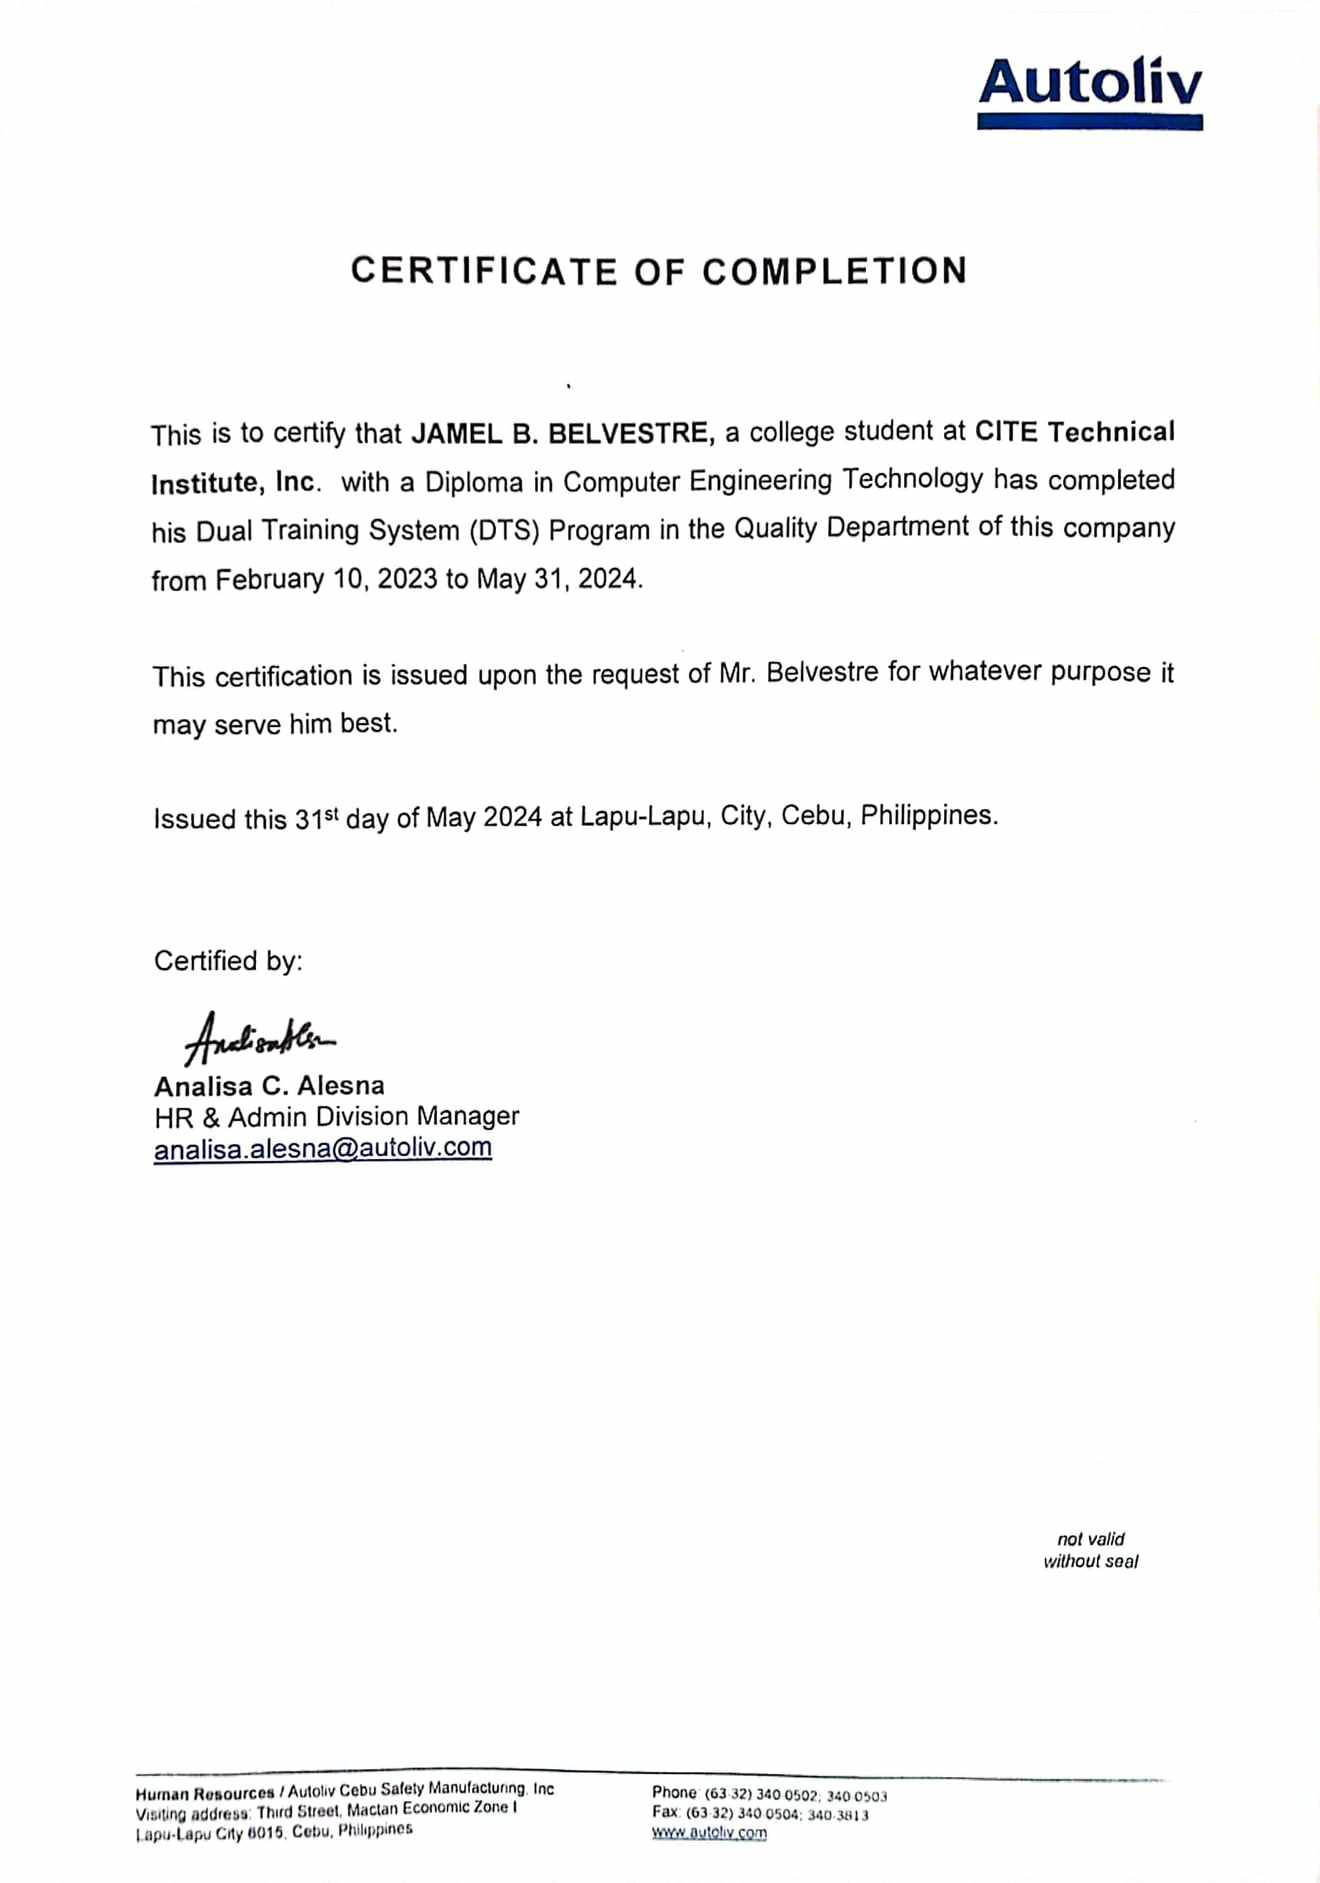 Autoliv
CERTIFICATE OF COMPLETION
This is to certify that JAMEL B. BELVESTRE, a college student at CITE Technical
Institute, Inc. with a Diploma in Computer Engineering Technology has completed
his Dual Training System (DTS) Program in the Quality Department of this company
from February 10, 2023 to May 31, 2024.
This certification is issued upon the request of Mr. Belvestre for whatever purpose it
may serve him best.
Issued this 31st day of May 2024 at Lapu-Lapu, City, Cebu, Philippines.
Certified by:
Analisa C. Alesna
HR & Admin Division Manager
analisa.alesna@autoliv.com
not valid
without seal
Human Resources / Autoliv Cebu Safety Manufacturing, Inc
Visiting address: Third Street, Mactan Economic Zone I
Lapu-Lapu City 6015, Cebu, Philippines
Phone: (63 32) 340 0502; 340 0503
Fax: (63 32) 340 0504; 340 3813
www.autoliv.com